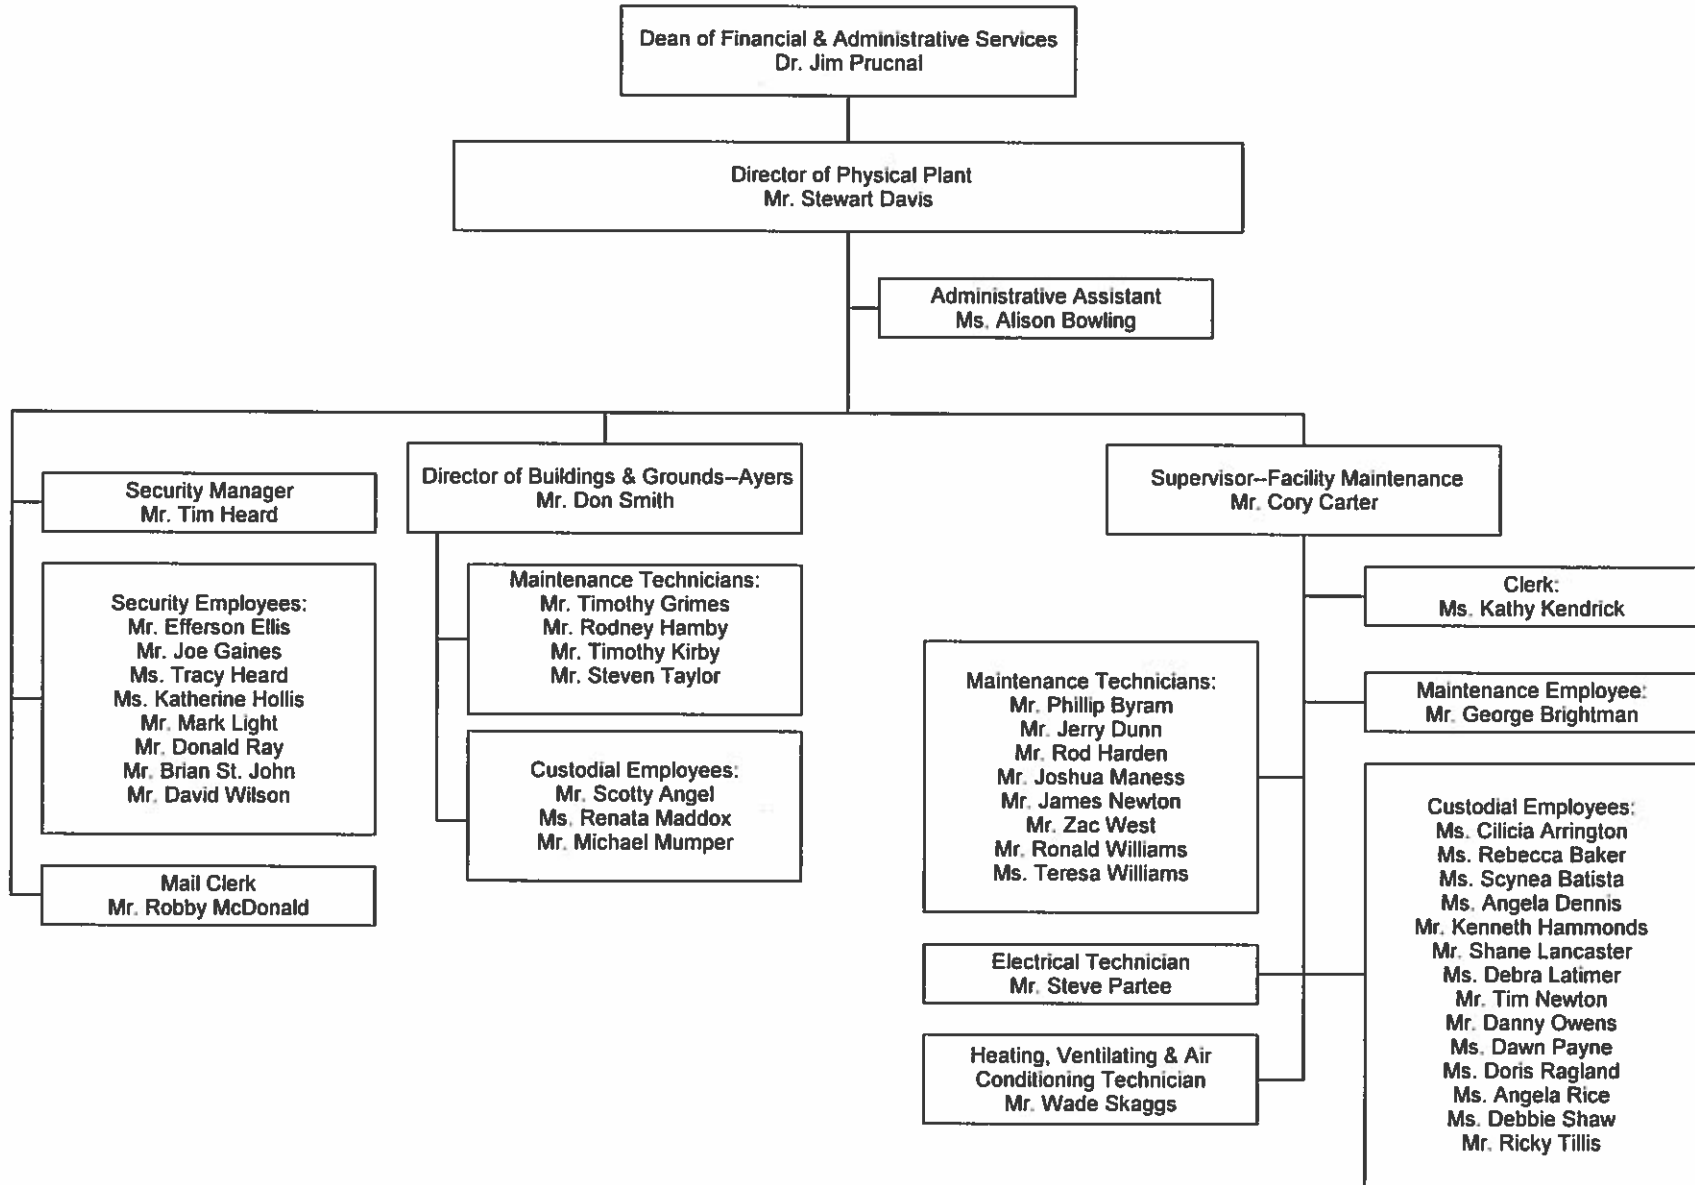 Dean of Financial & Administrative Services
Dr. Jim Prucnal
Director of Physical Plant
Mr. Stewart Davis
Administrative Assistant
Ms. Alison Bowling
Security Manager
Mr. Tim Heard
Security Employees:
Mr. Efferson Ellis
Mr. Joe Gaines
Ms. Tracy Heard
Ms. Katherine Hollis
Mr. Mark Light
Mr. Donald Ray
Mr. Brian St. John
Mr. David Wilson
Mail Clerk
Mr. Robby McDonald
Director of Buildings & Grounds--Ayers
Mr. Don Smith
Maintenance Technicians:
Mr. Timothy Grimes
Mr. Rodney Hamby
Mr. Timothy Kirby
Mr. Steven Taylor
Custodial Employees:
Mr. Scotty Angel
Ms. Renata Maddox
Mr. Michael Mumper
Supervisor--Facility Maintenance
Mr. Cory Carter
Maintenance Technicians:
Mr. Phillip Byram
Mr. Jerry Dunn
Mr. Rod Harden
Mr. Joshua Maness
Mr. James Newton
Mr. Zac West
Mr. Ronald Williams
Ms. Teresa Williams
Electrical Technician
Mr. Steve Partee
Heating, Ventilating & Air
Conditioning Technician
Mr. Wade Skaggs
Clerk:
Ms. Kathy Kendrick
Maintenance Employee:
Mr. George Brightman
Custodial Employees:
Ms. Cilicia Arrington
Ms. Rebecca Baker
Ms. Scynea Batista
Ms. Angela Dennis
Mr. Kenneth Hammonds
Mr. Shane Lancaster
Ms. Debra Latimer
Mr. Tim Newton
Mr. Danny Owens
Ms. Dawn Payne
Ms. Doris Ragland
Ms. Angela Rice
Ms. Debbie Shaw
Mr. Ricky Tillis